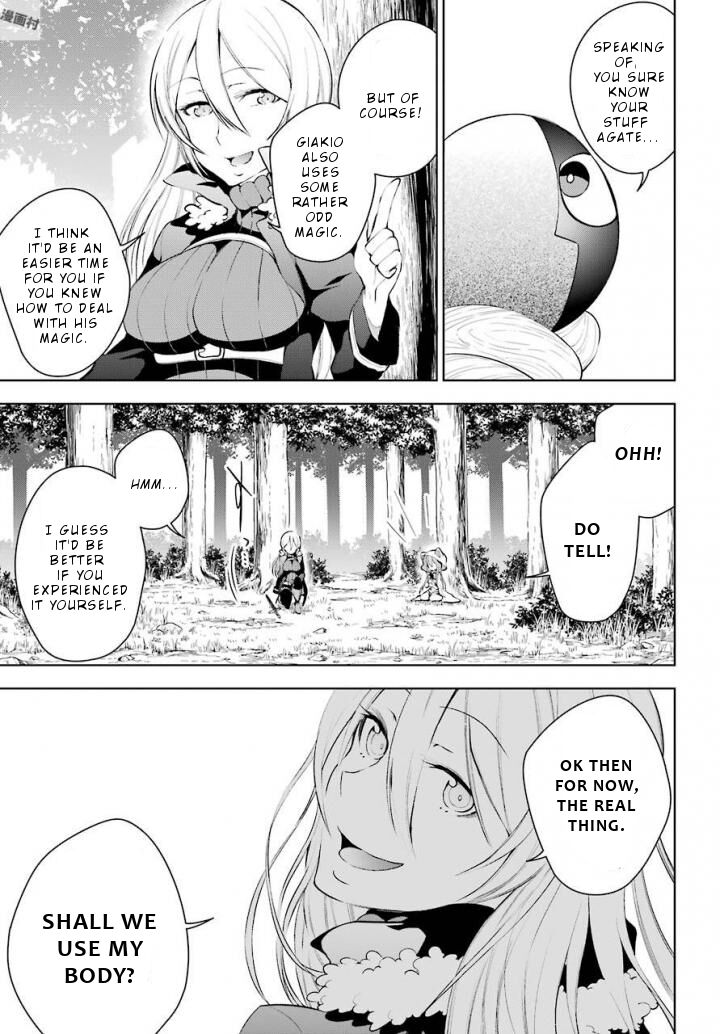 SPEAKING
OF,
YOU SURE
KNOW
YOUR
STUFF
AGATE...
BUT OF
COURSE!
GIAKIO
ALSO
USES
SOME
RATHER
ODD
MAGIC.
I THINK
IT'D BE AN
EASIER TIME
FOR YOU IF
YOU KNEW
HOW TO DEAL
WITH HIS
MAGIC.
漫画村
OHH!
DO
TELL!
HMM...
I GUESS
IT'D BE
BETTER
IF YOU
EXPERIENCED
IT YOURSELF.
OK THEN
FOR NOW,
THE REAL
THING.
SHALL WE
USE MY
BODY?